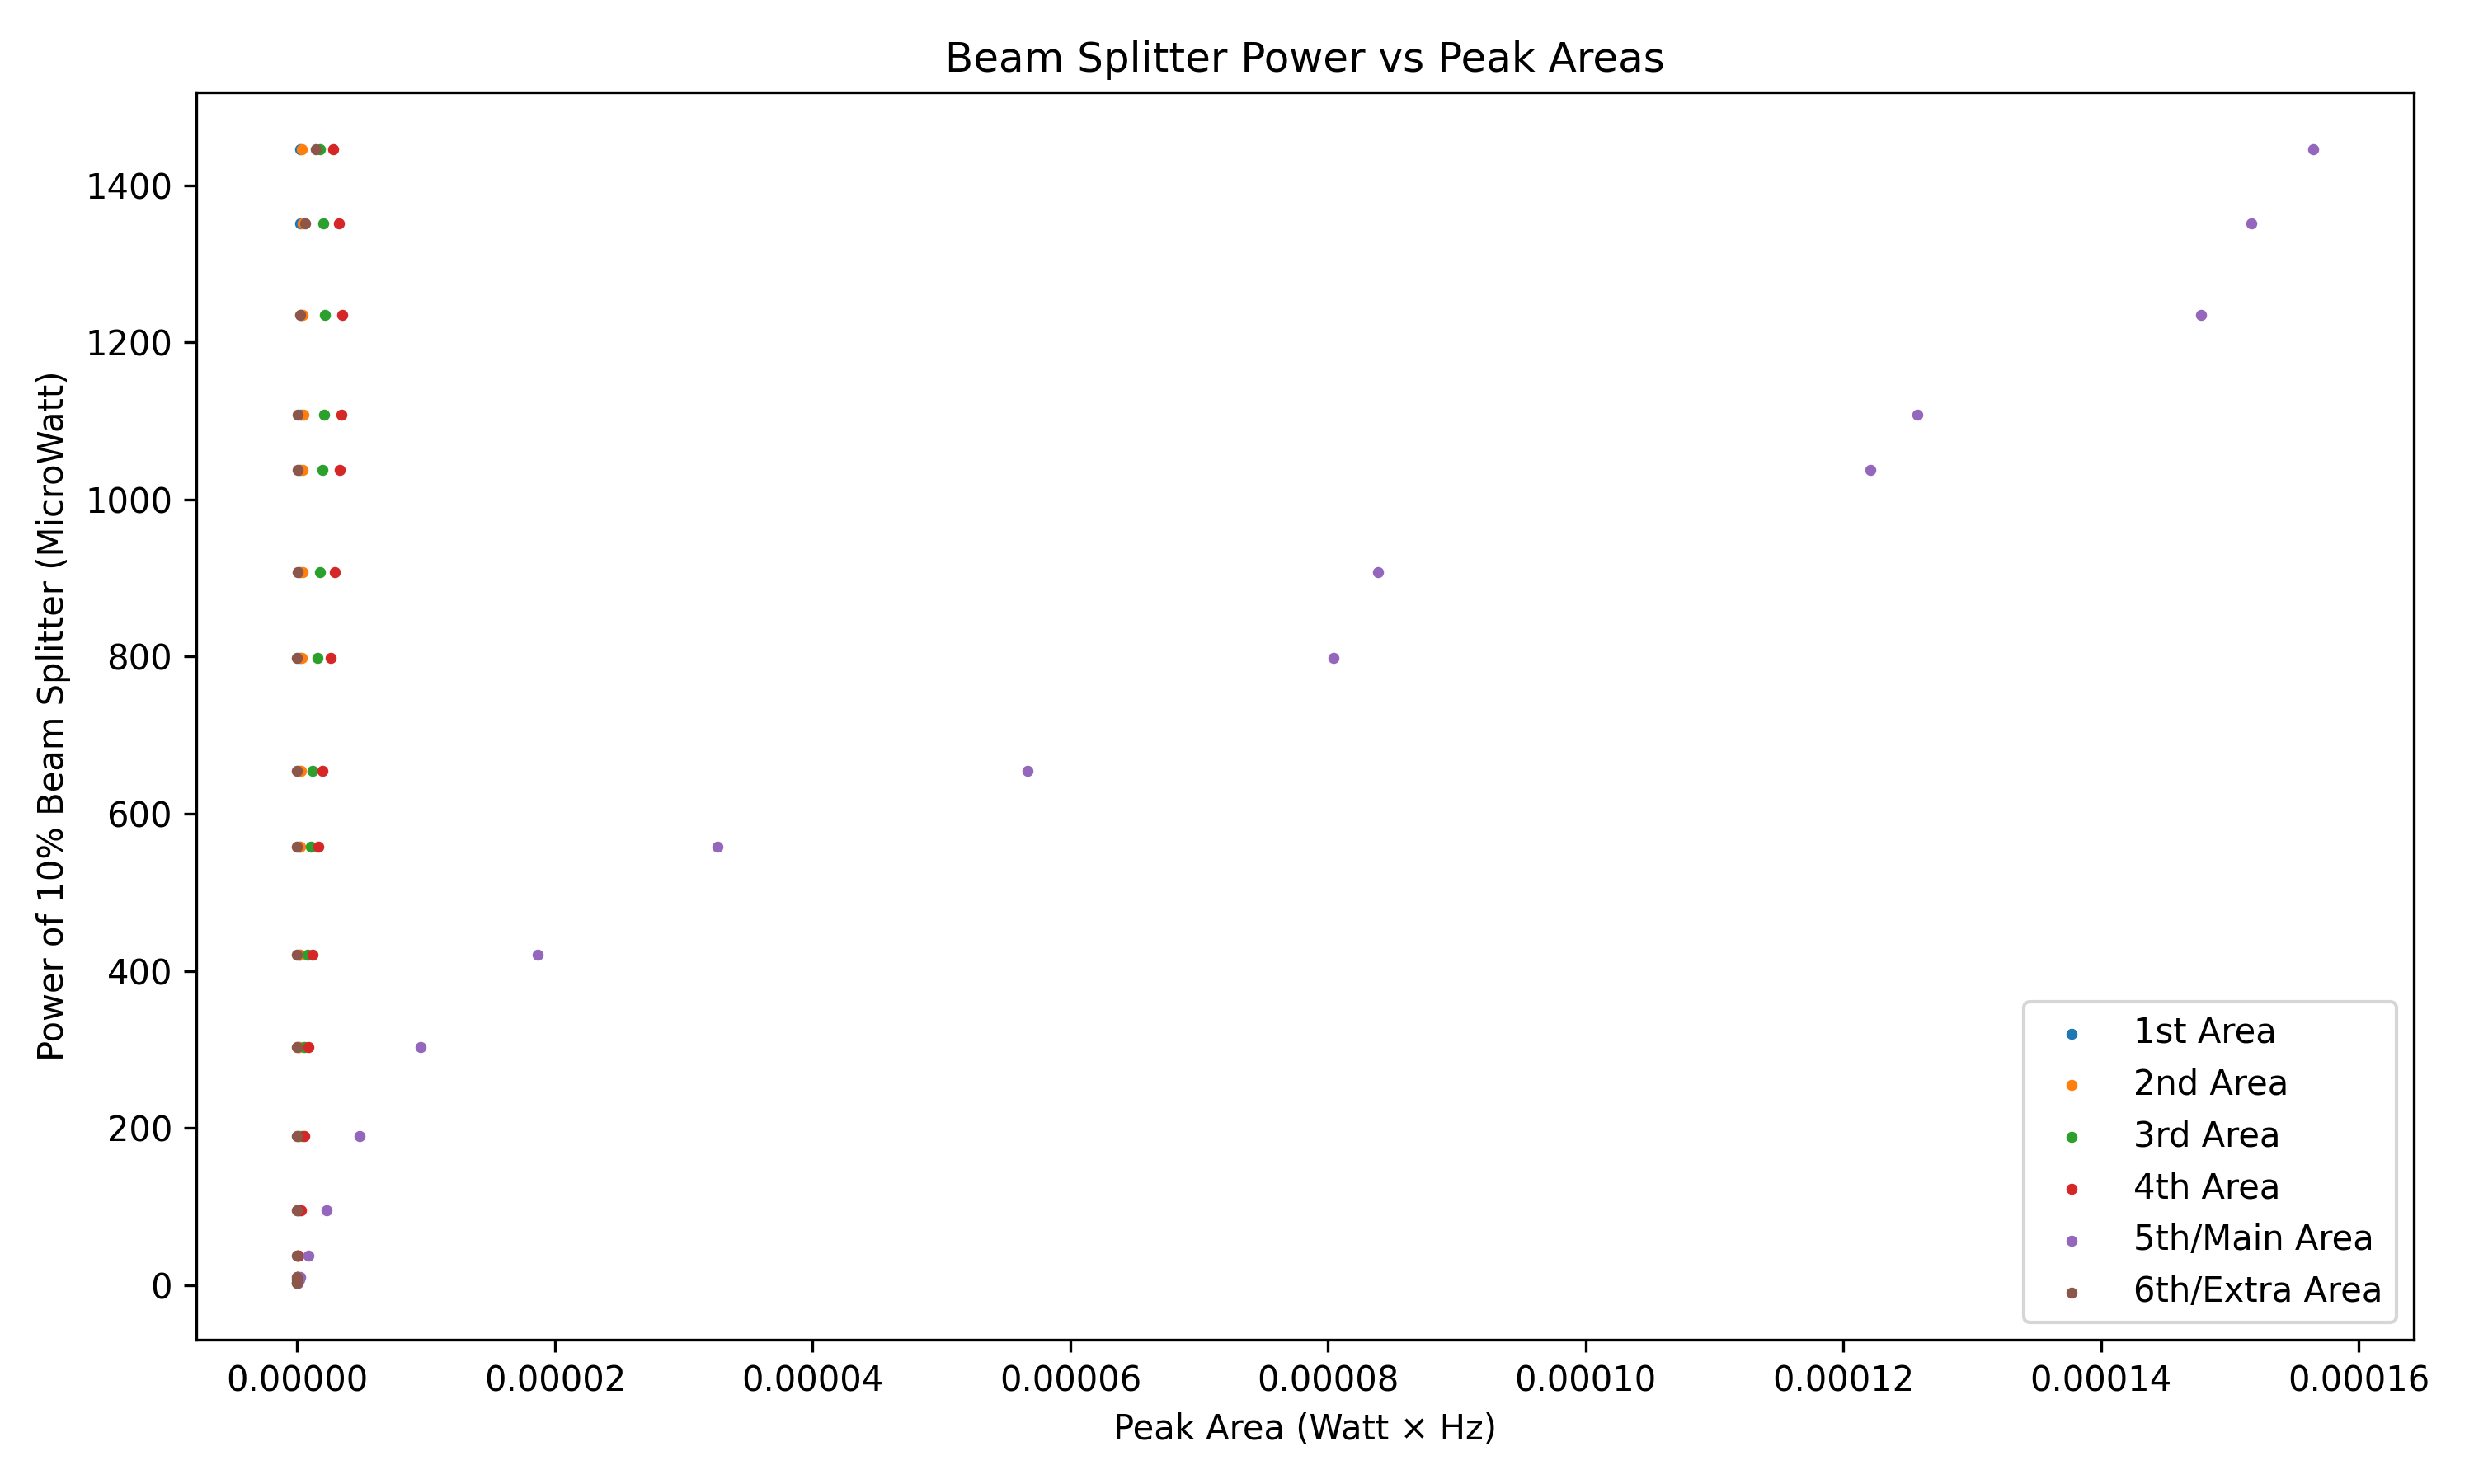 Beam Splitter Power vs Peak Areas
Power of 10% Beam Splitter (MicroWatt)
1400
1200
1000
800
600
400
200
0
1st Area
2nd Area
3rd Area
4th Area
5th/Main Area
6th/Extra Area
0.00000 0.00002 0.00004 0.00006 0.00008 0.00010 0.00012 0.00014 0.00016
Peak Area (Watt × Hz)